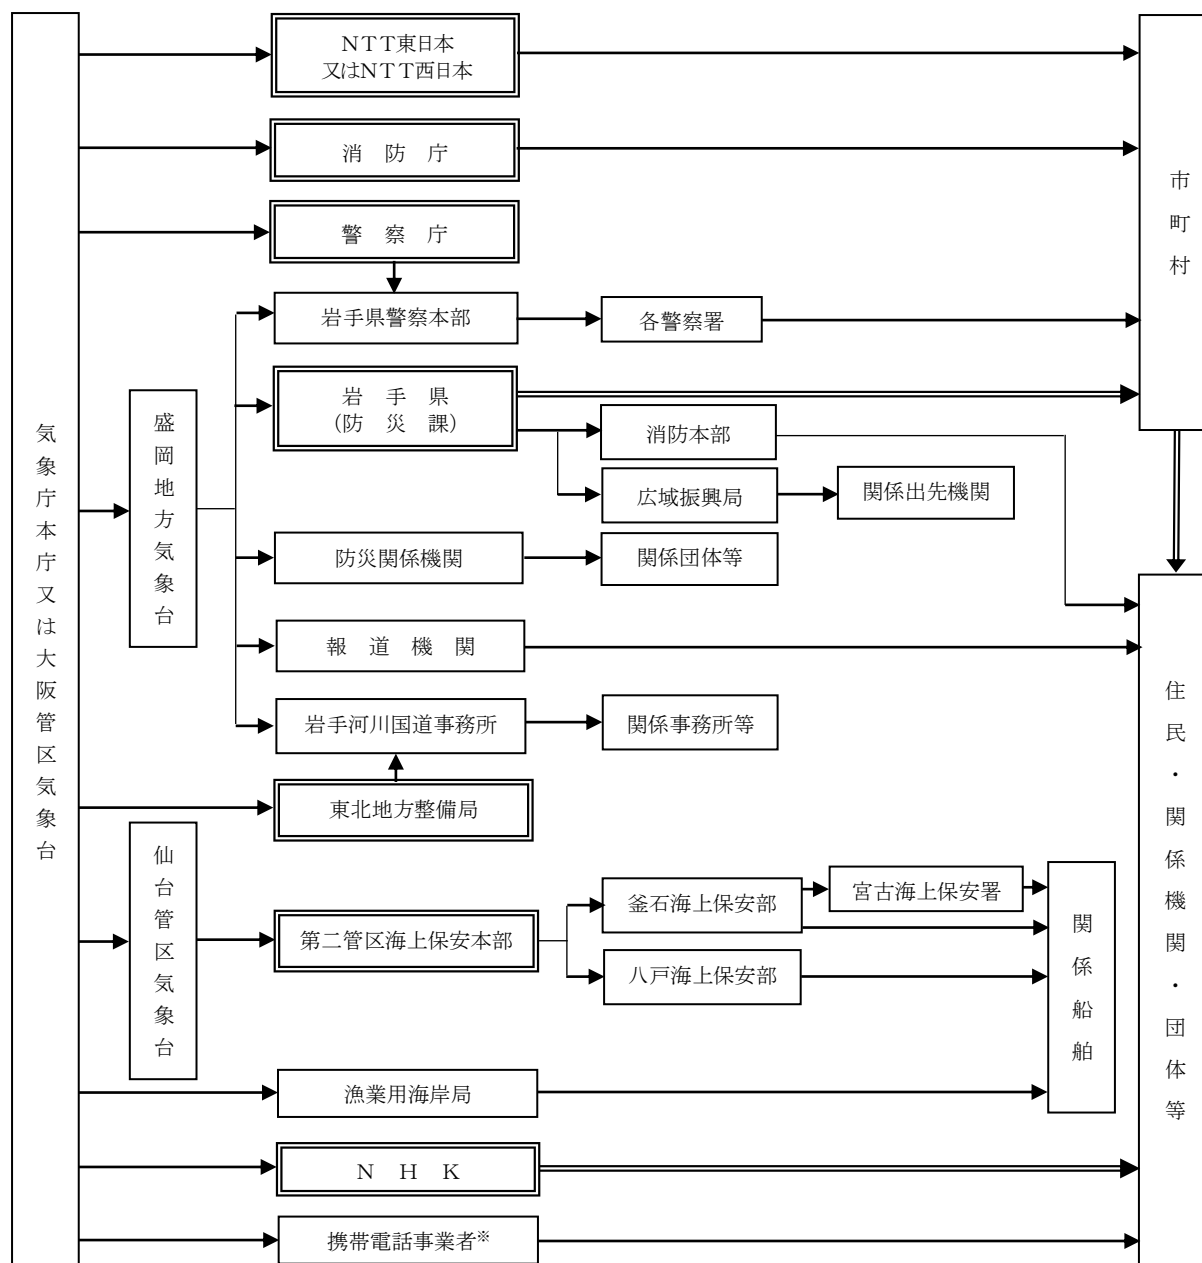 気象庁本庁又は大阪管区気象台
NTT東日本
又はNTT西日本
消防庁
警察庁
岩手県警察本部
各警察署
市町村
盛岡地方気象台
岩手県
(防災課)
消防本部
広域振興局
関係出先機関
防災関係機関
関係団体等
報道機関
岩手河川国道事務所
関係事務所等
東北地方整備局
仙台管区気象台
第二管区海上保安本部
釜石海上保安部
宮古海上保安署
八戸海上保安部
関係船舶
漁業用海岸局
NHK
携帯電話事業者※
住民・関係機関・団体等